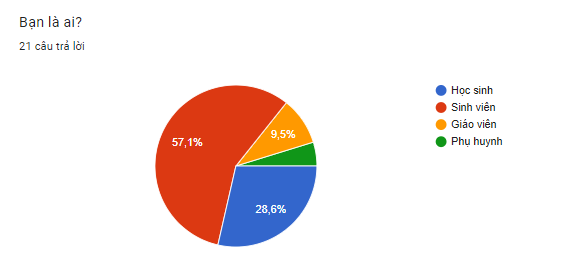 Bạn là ai?
21 câu trả lời
Học sinh
Sinh viên
Giáo viên
Phụ huynh
57,1%
9,5%
28,6%